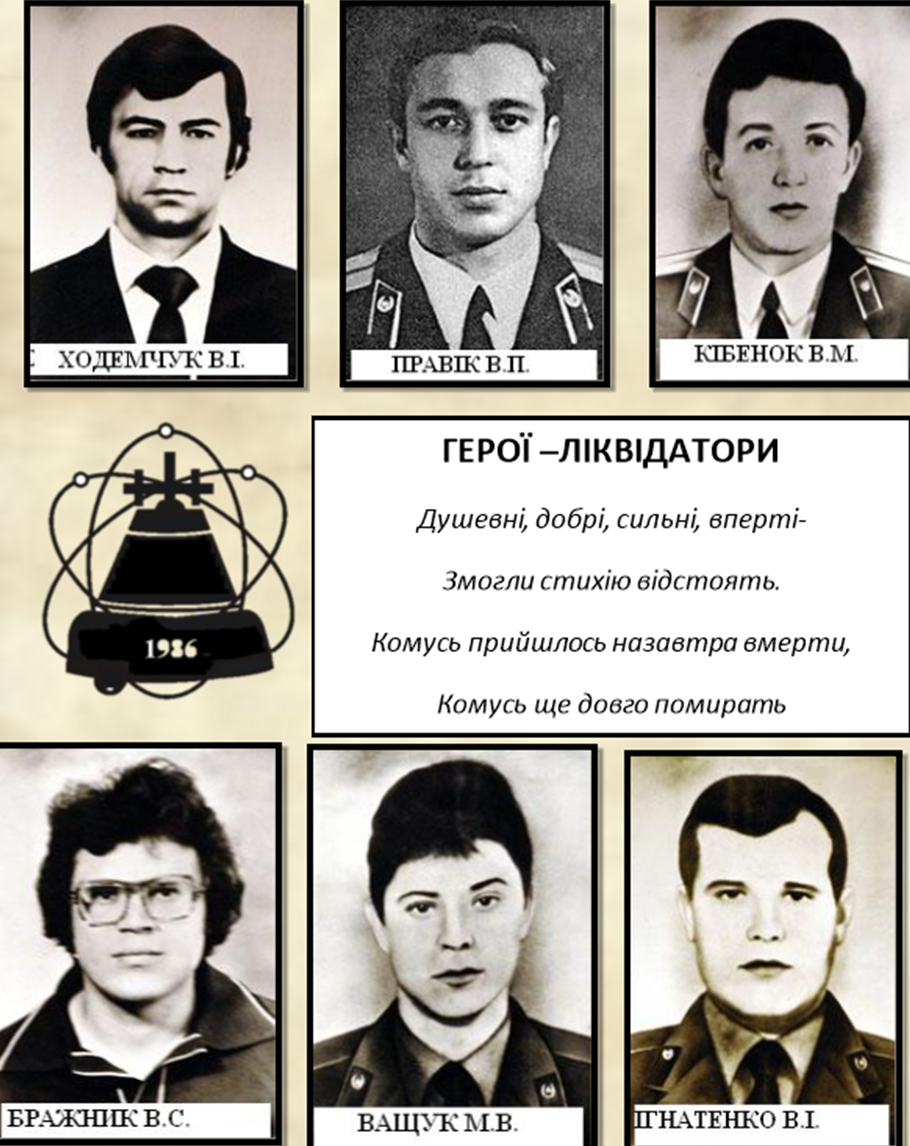 ХОДЕМЧУК В.І.
ПРАВІК В.П.
КІБЕНОК В.М.
1986
ГЕРОЇ –ЛІКВІДАТОРИ
Душевні, добрі, сильні, вперті-
Змогли стихію відстоять.
Комусь прийшлось назавтра вмерти,
Комусь ще довго помирать
БРАЖНИК В.С.
ВАЩУК М.В.
ІГНАТЕНКО В.І.